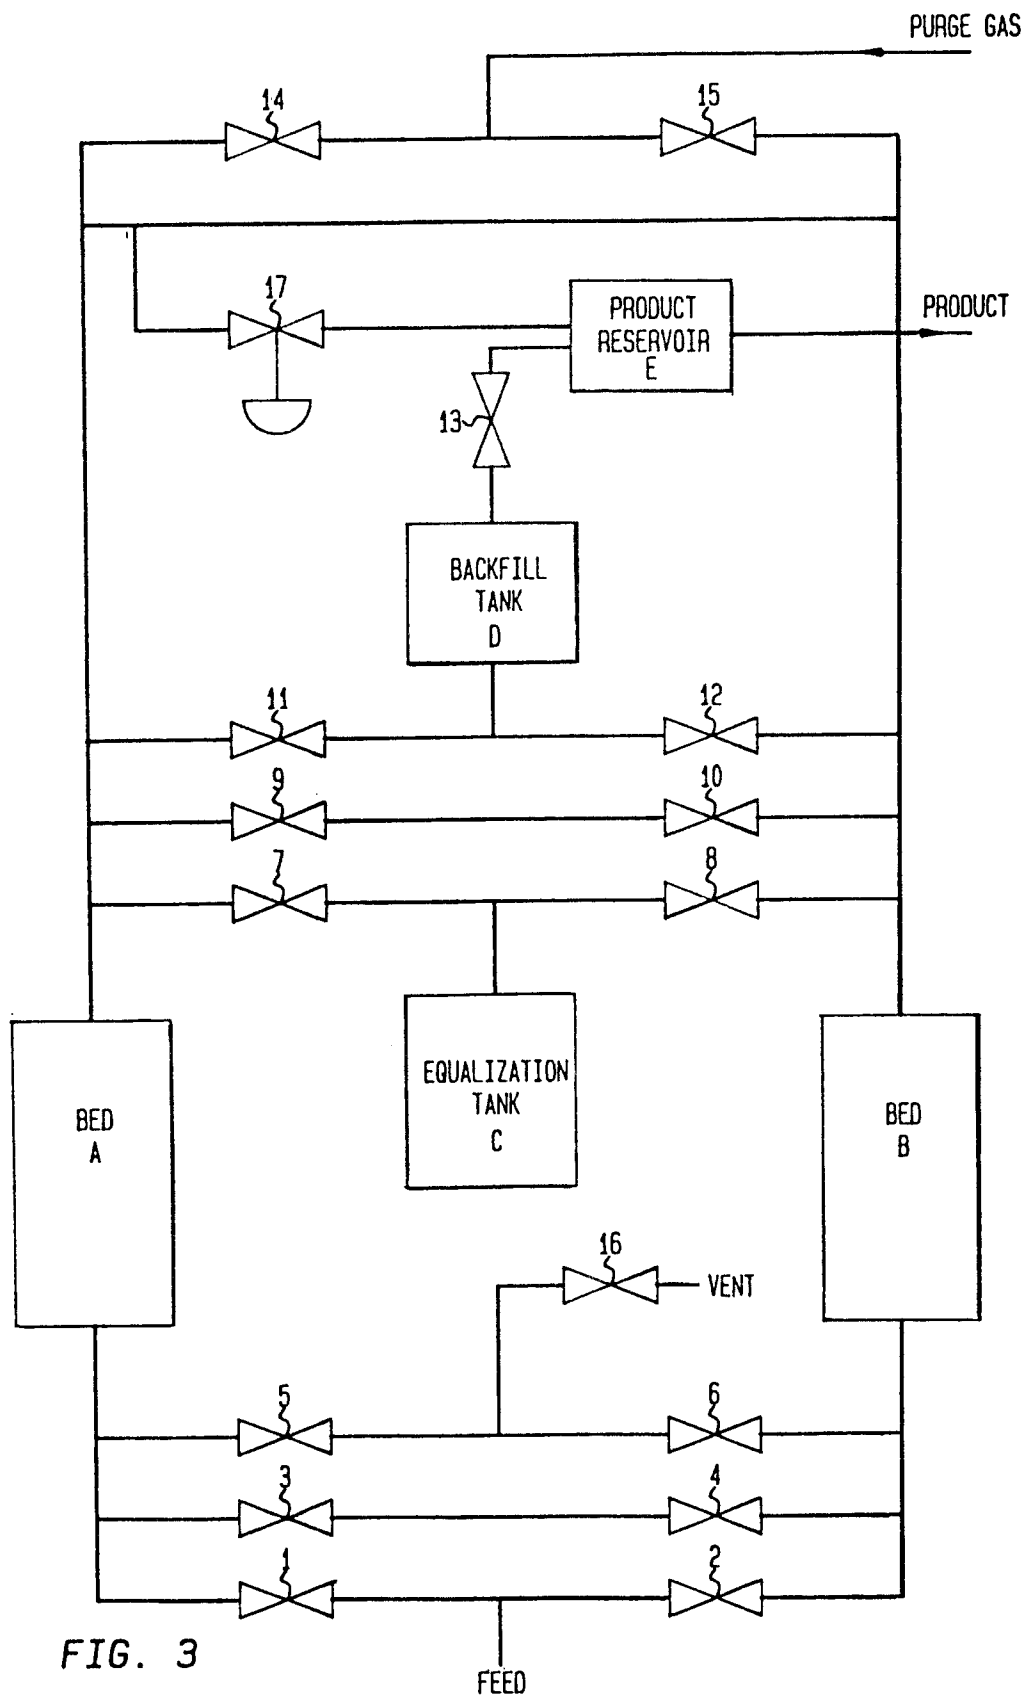 PURGE GAS
14
15
17
PRODUCT
RESERVOIR
E
PRODUCT
13
BACKFILL
TANK
D
11
12
9
10
7
8
BED
A
EQUALIZATION
TANK
C
BED
B
16
VENT
5
6
3
4
1
2
FIG. 3
FEED